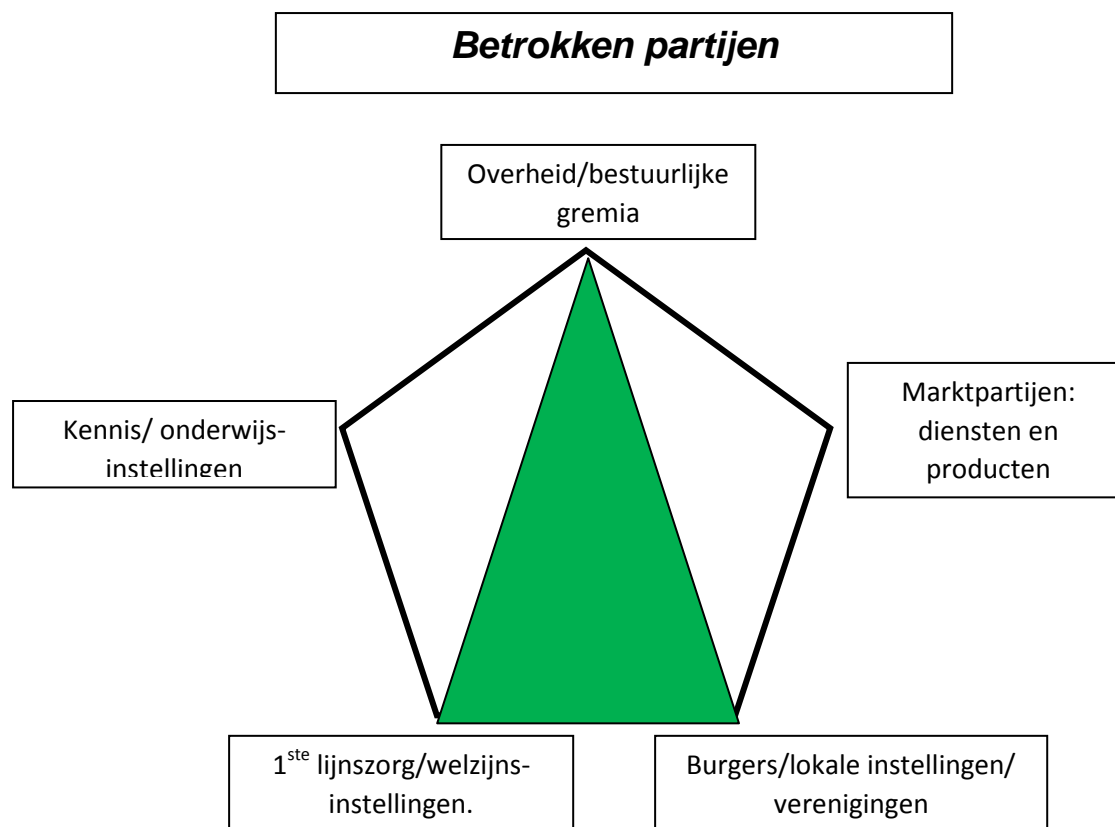 Betrokken partijen
Overheid/bestuurlijke
gremia
Kennis/ onderwijs-
instellingen
Marktpartijen:
diensten en
producten
1ste lijnszorg/welzijns-
instellingen.
Burgers/lokale instellingen/
verenigingen